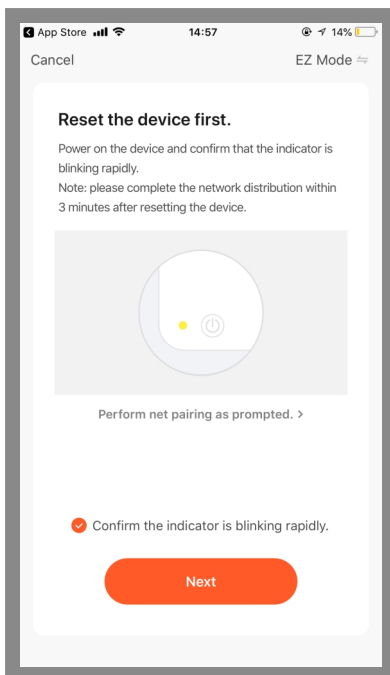 App Store 14:57 14%
Cancel EZ Mode
Reset the device first.
Power on the device and confirm that the indicator is
blinking rapidly.
Note: please complete the network distribution within
3 minutes after resetting the device.
Perform net pairing as prompted. >
Confirm the indicator is blinking rapidly.
Next